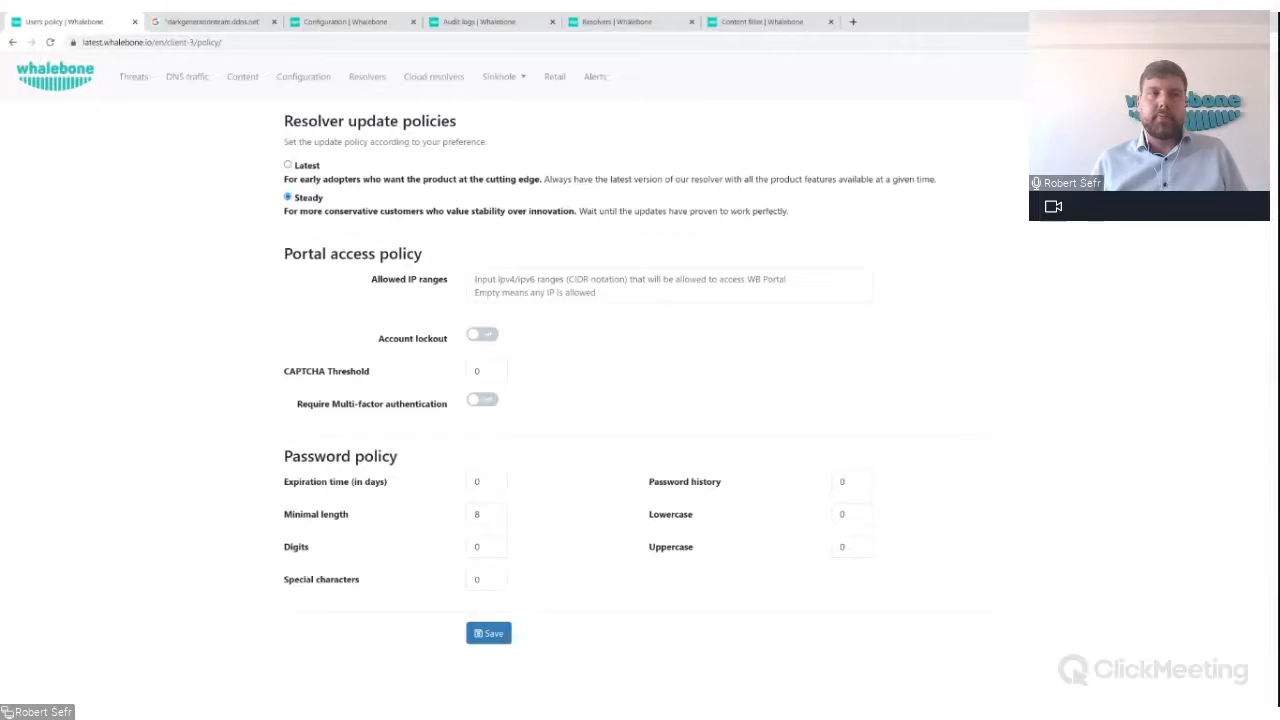 Users policy | Whalebone
"darkgenerationteam.ddns.net"
Configuration | Whalebone
Audit logs | Whalebone
Resolvers | Whalebone
Content filter | Whalebone
latest.whalebone.io/en/client-3/policy/
whalebone
Threats DNS traffic Content Configuration Resolvers Cloud resolvers Sinkhole Retail Alerts
Resolver update policies
Set the update policy according to your preference.
Latest
For early adopters who want the product at the cutting edge. Always have the latest version of our resolver with all the product features available at a given time.
Steady
For more conservative customers who value stability over innovation. Wait until the updates have proven to work perfectly.
Portal access policy
Allowed IP ranges
Input ipv4/ipv6 ranges (CIDR notation) that will be allowed to access WB Portal
Empty means any IP is allowed
Account lockout off
CAPTCHA Threshold 0
Require Multi-factor authentication off
Password policy
Expiration time (in days) 0 Password history 0
Minimal length 8 Lowercase 0
Digits 0 Uppercase 0
Special characters 0
Save
whalebone
Robert Šefr
ClickMeeting
Robert Šefr